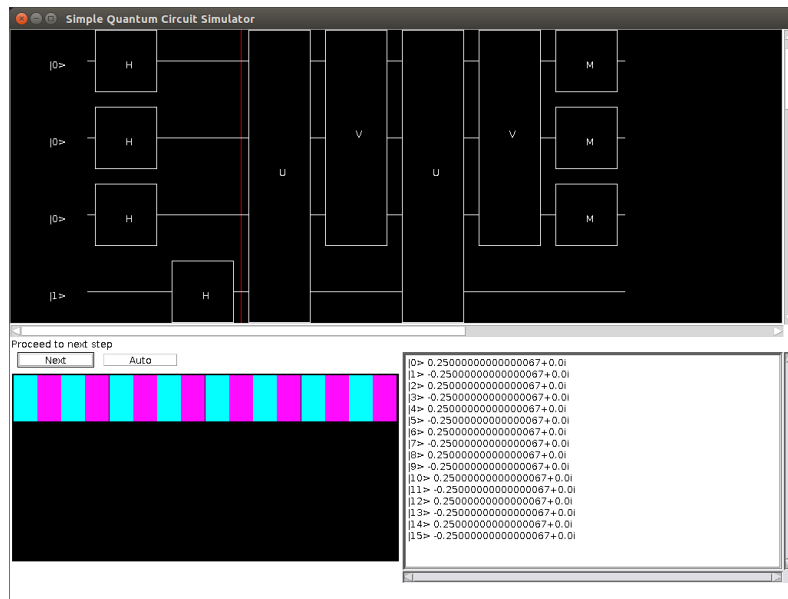 Simple Quantum Circuit Simulator
|0> H M
V V
|0> H M
U U
|0> H M
|1> H
Proceed to next step
Next Auto
|0> 0.25000000000000067+0.0i
|1> -0.25000000000000067+0.0i
|2> 0.25000000000000067+0.0i
|3> -0.25000000000000067+0.0i
|4> 0.25000000000000067+0.0i
|5> -0.25000000000000067+0.0i
|6> 0.25000000000000067+0.0i
|7> -0.25000000000000067+0.0i
|8> 0.25000000000000067+0.0i
|9> -0.25000000000000067+0.0i
|10> 0.25000000000000067+0.0i
|11> -0.25000000000000067+0.0i
|12> 0.25000000000000067+0.0i
|13> -0.25000000000000067+0.0i
|14> 0.25000000000000067+0.0i
|15> -0.25000000000000067+0.0i